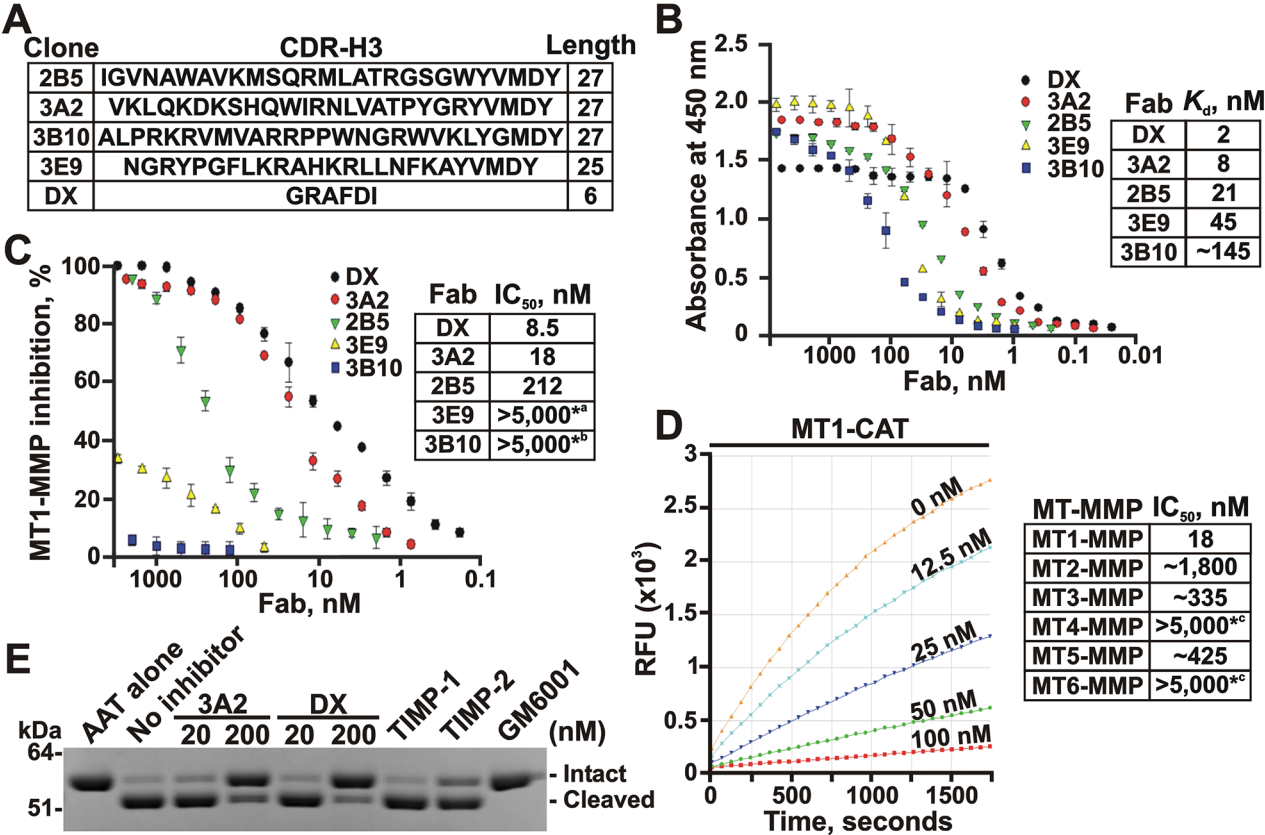 A
Clone CDR-H3 Length
2B5 IGVNAWAVKMSQRMLATRGSGWYVMDY 27
3A2 VKLQKDKSHQWIRNLVATPYGRYVMDY 27
3B10 ALPRKRVMVARRPPWNGRWVKLYGMDY 27
3E9 NGRYPGFLKRAHKRLLNFKAYVMDY 25
DX GRAFDI 6
B
Absorbance at 450 nm
2.5
2.0
1.5
1.0
0.5
0
1000 100 10 1 0.1 0.01
Fab, nM
DX
3A2
2B5
3E9
3B10
Fab Kd, nM
DX 2
3A2 8
2B5 21
3E9 45
3B10 ~145
C
MT1-MMP inhibition, %
100
80
60
40
20
0
1000 100 10 1 0.1
Fab, nM
DX
3A2
2B5
3E9
3B10
Fab IC50, nM
DX 8.5
3A2 18
2B5 212
3E9 >5,000*a
3B10 >5,000*b
D
MT1-CAT
RFU (x10³)
3
2.5
2
1.5
1
0.5
0
0 500 1000 1500
Time, seconds
0 nM
12.5 nM
25 nM
50 nM
100 nM
MT-MMP IC50, nM
MT1-MMP 18
MT2-MMP ~1,800
MT3-MMP ~335
MT4-MMP >5,000*c
MT5-MMP ~425
MT6-MMP >5,000*c
E
AAT alone No inhibitor 3A2 DX TIMP-1 TIMP-2 GM6001
kDa 20 200 20 200 (nM)
64-
- Intact
51- - Cleaved